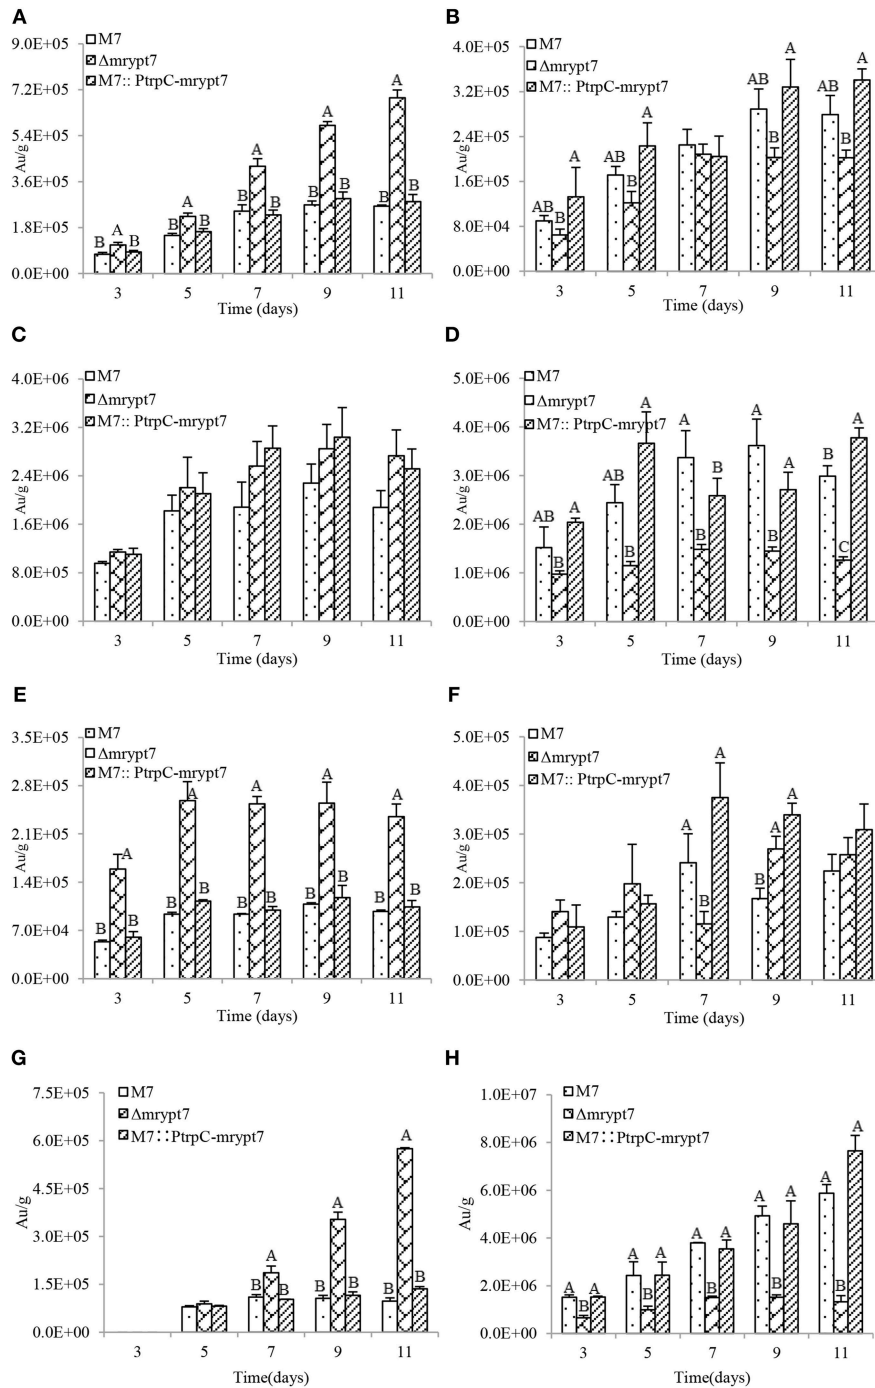 A
M7
Δmrypt7
M7:: PtrpC-mrypt7
9.0E+05
7.2E+05
5.4E+05
3.6E+05
1.8E+05
0.0E+00
Au/g
B A B
B A B
B A B
B A B
B A B
3 5 7 9 11
Time (days)
B
M7
Δmrypt7
M7:: PtrpC-mrypt7
4.0E+05
3.2E+05
2.4E+05
1.6E+05
8.0E+04
0.0E+00
Au/g
AB B A
AB B A
AB B A
AB B A
3 5 7 9 11
Time (days)
C
M7
Δmrypt7
M7:: PtrpC-mrypt7
4.0E+06
3.2E+06
2.4E+06
1.6E+06
8.0E+05
0.0E+00
Au/g
3 5 7 9 11
Time (days)
D
M7
Δmrypt7
M7:: PtrpC-mrypt7
5.0E+06
4.0E+06
3.0E+06
2.0E+06
1.0E+06
0.0E+00
Au/g
AB B A
AB B A
A B B
A B A
B C A
3 5 7 9 11
Time (days)
E
M7
Δmrypt7
M7:: PtrpC-mrypt7
3.5E+05
2.8E+05
2.1E+05
1.4E+05
7.0E+04
0.0E+00
Au/g
B A B
B A B
B A B
B A B
B A B
3 5 7 9 11
Time (days)
F
M7
Δmrypt7
M7:: PtrpC-mrypt7
5.0E+05
4.0E+05
3.0E+05
2.0E+05
1.0E+05
0.0E+00
Au/g
A B A
B A A
3 5 7 9 11
Time (days)
G
M7
Δmrypt7
M7::PtrpC-mrypt7
7.5E+05
6.0E+05
4.5E+05
3.0E+05
1.5E+05
0.0E+00
Au/g
B A B
B A B
B A B
3 5 7 9 11
Time(days)
H
M7
Δmrypt7
M7::PtrpC-mrypt7
1.0E+07
8.0E+06
6.0E+06
4.0E+06
2.0E+06
0.0E+00
Au/g
A B A
A B A
A B A
A B A
A B A
3 5 7 9 11
Time(days)